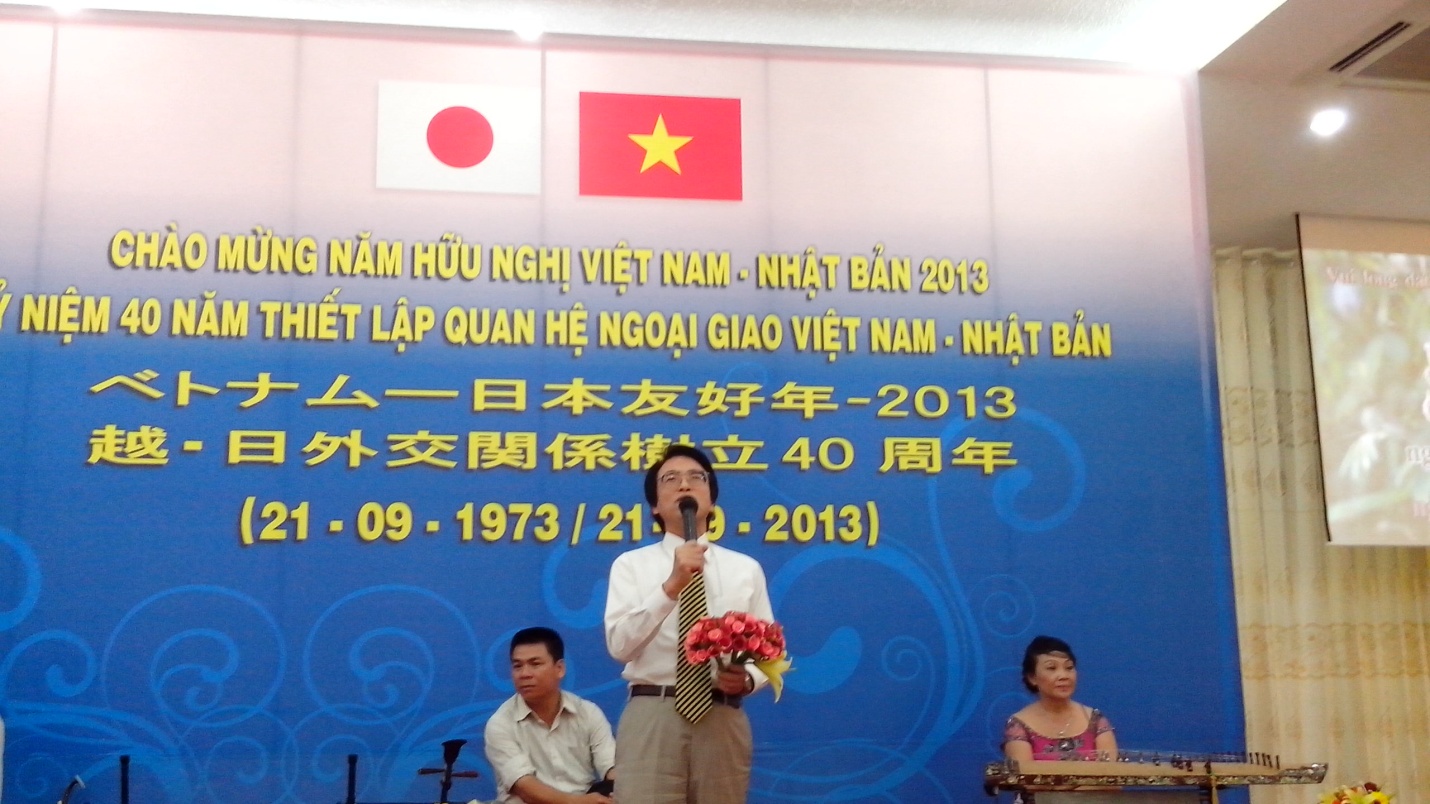 CHÀO MỪNG NĂM HỮU NGHỊ VIỆT NAM - NHẬT BẢN 2013
NIỆM 40 NĂM THIẾT LẬP QUAN HỆ NGOẠI GIAO VIỆT NAM - NHẬT BẢN
ベトナム—日本友好年-2013
越-日外交関係樹立40周年
(21 - 09 - 1973 / 21 - 09 - 2013)